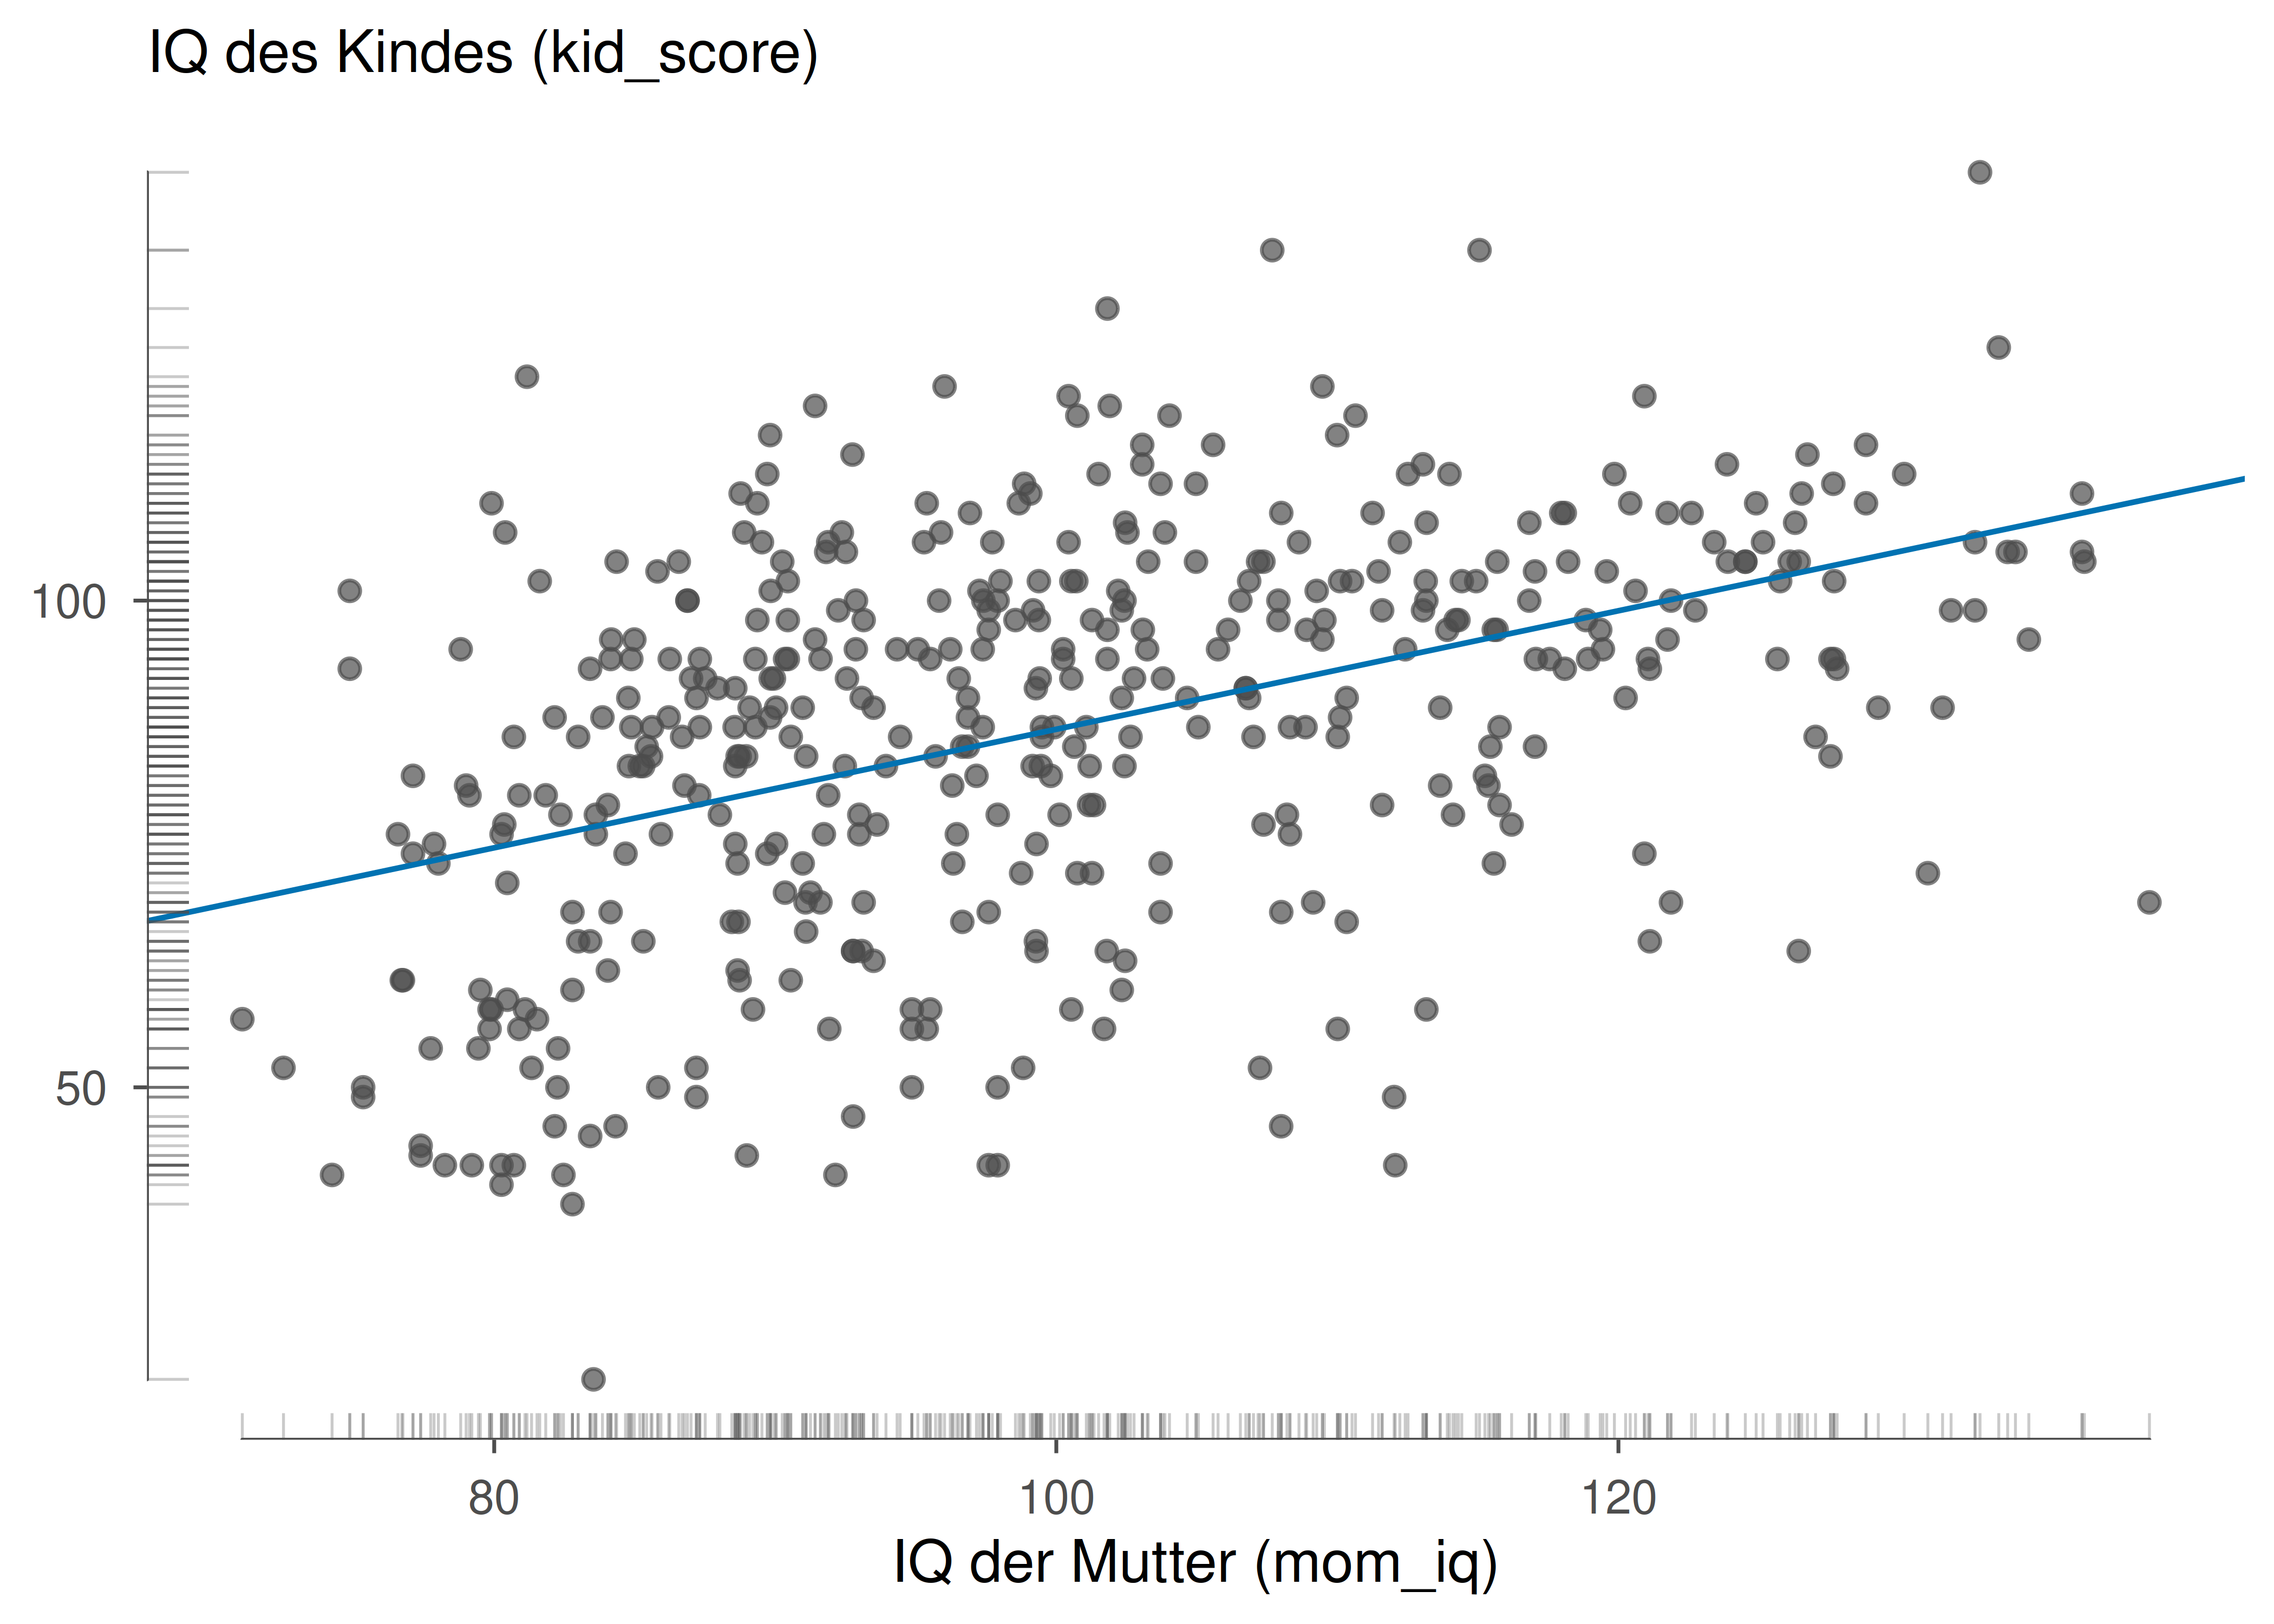 IQ des Kindes (kid_score)
100
50
80
100
120
IQ der Mutter (mom_iq)